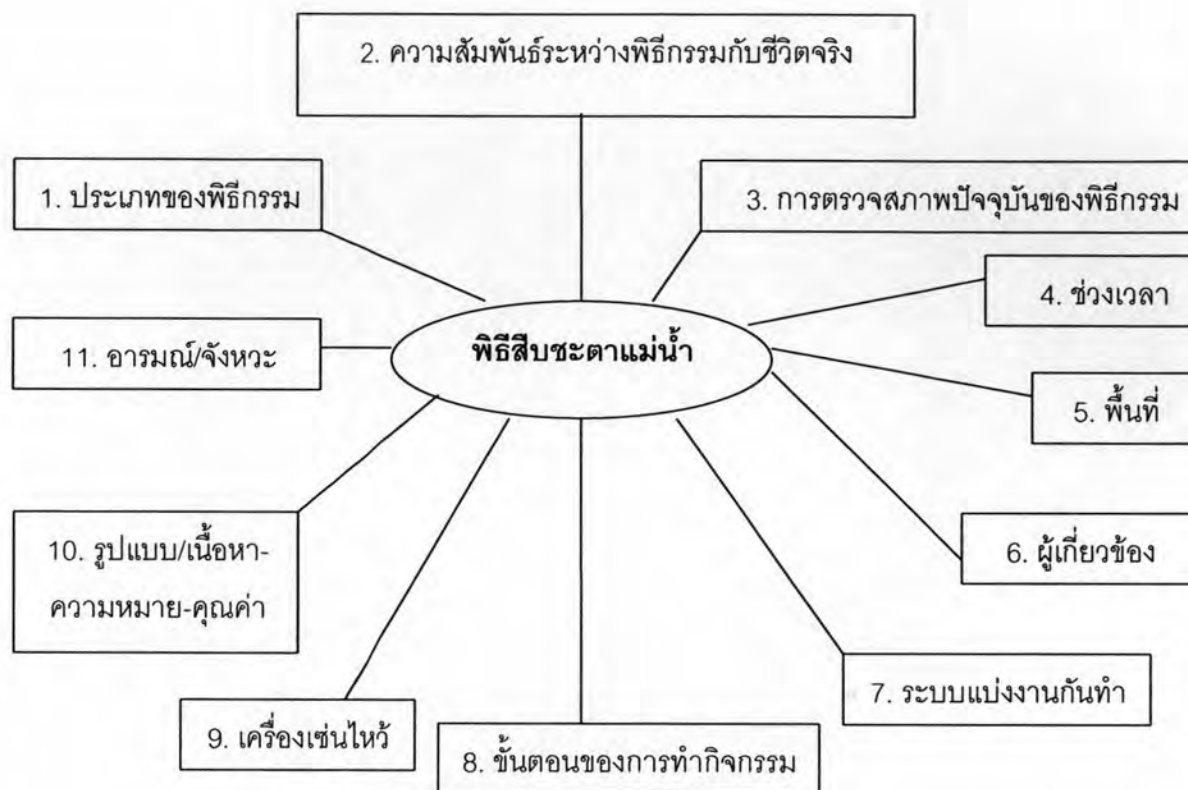 2. ความสัมพันธ์ระหว่างพิธีกรรมกับชีวิตจริง
1. ประเภทของพิธีกรรม
3. การตรวจสภาพปัจจุบันของพิธีกรรม
4. ช่วงเวลา
11. อารมณ์/จังหวะ
พิธีสืบชะตาแม่น้ำ
5. พื้นที่
10. รูปแบบ/เนื้อหา-
ความหมาย-คุณค่า
6. ผู้เกี่ยวข้อง
7. ระบบแบ่งงานกันทำ
9. เครื่องเซ่นไหว้
8. ขั้นตอนของการทำกิจกรรม